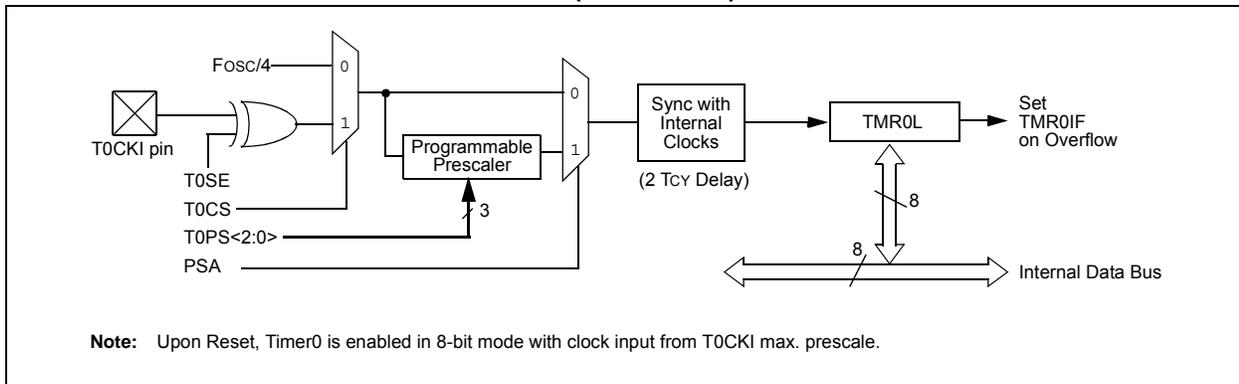 FOSC/4
0
1
T0CKI pin
T0SE
T0CS
T0PS<2:0>
PSA
Programmable
Prescaler
3
0
1
Sync with
Internal
Clocks
(2 TCY Delay)
TMR0L
Set
TMR0IF
on Overflow
8
8
Internal Data Bus
Note: Upon Reset, Timer0 is enabled in 8-bit mode with clock input from T0CKI max. prescale.